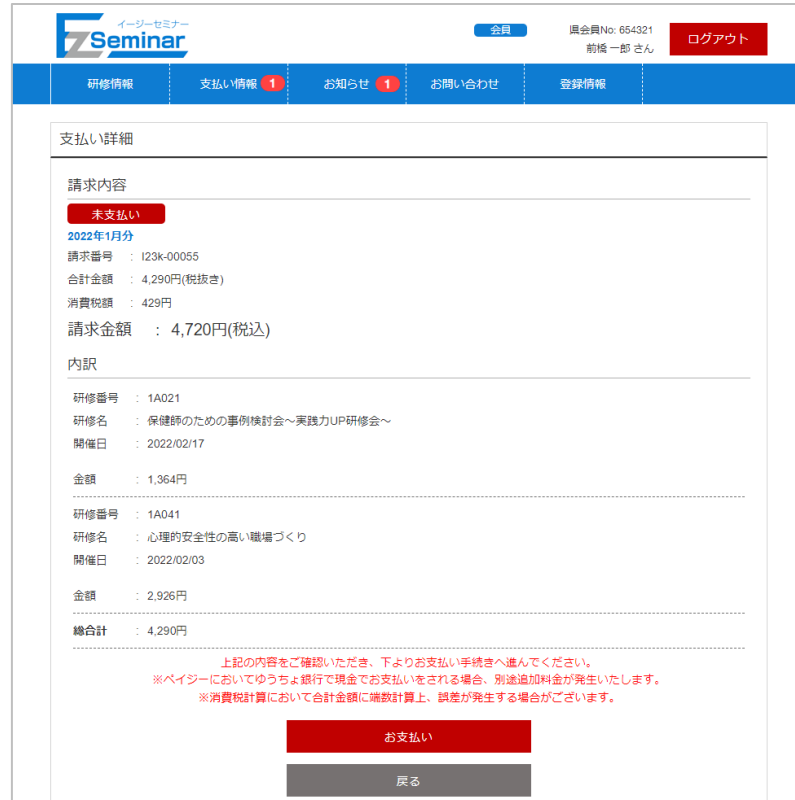 イージーセミナー
EZ Seminar
会員
県会員No: 654321
前橋 一郎 さん
ログアウト
研修情報
支払い情報 1
お知らせ 1
お問い合わせ
登録情報
支払い詳細
請求内容
未支払い
2022年1月分
請求番号 : I23k-00055
合計金額 : 4,290円(税抜き)
消費税額 : 429円
請求金額 : 4,720円(税込)
内訳
研修番号 : 1A021
研修名 : 保健師のための事例検討会～実践力UP研修会～
開催日 : 2022/02/17
金額 : 1,364円
研修番号 : 1A041
研修名 : 心理的安全性の高い職場づくり
開催日 : 2022/02/03
金額 : 2,926円
総合計 : 4,290円
上記の内容をご確認いただき、下よりお支払い手続きへ進んでください。
※ペイジーにおいてゆうちょ銀行で現金でお支払いをされる場合、別途追加料金が発生いたします。
※消費税計算において合計金額に端数計算上、誤差が発生する場合がございます。
お支払い
戻る